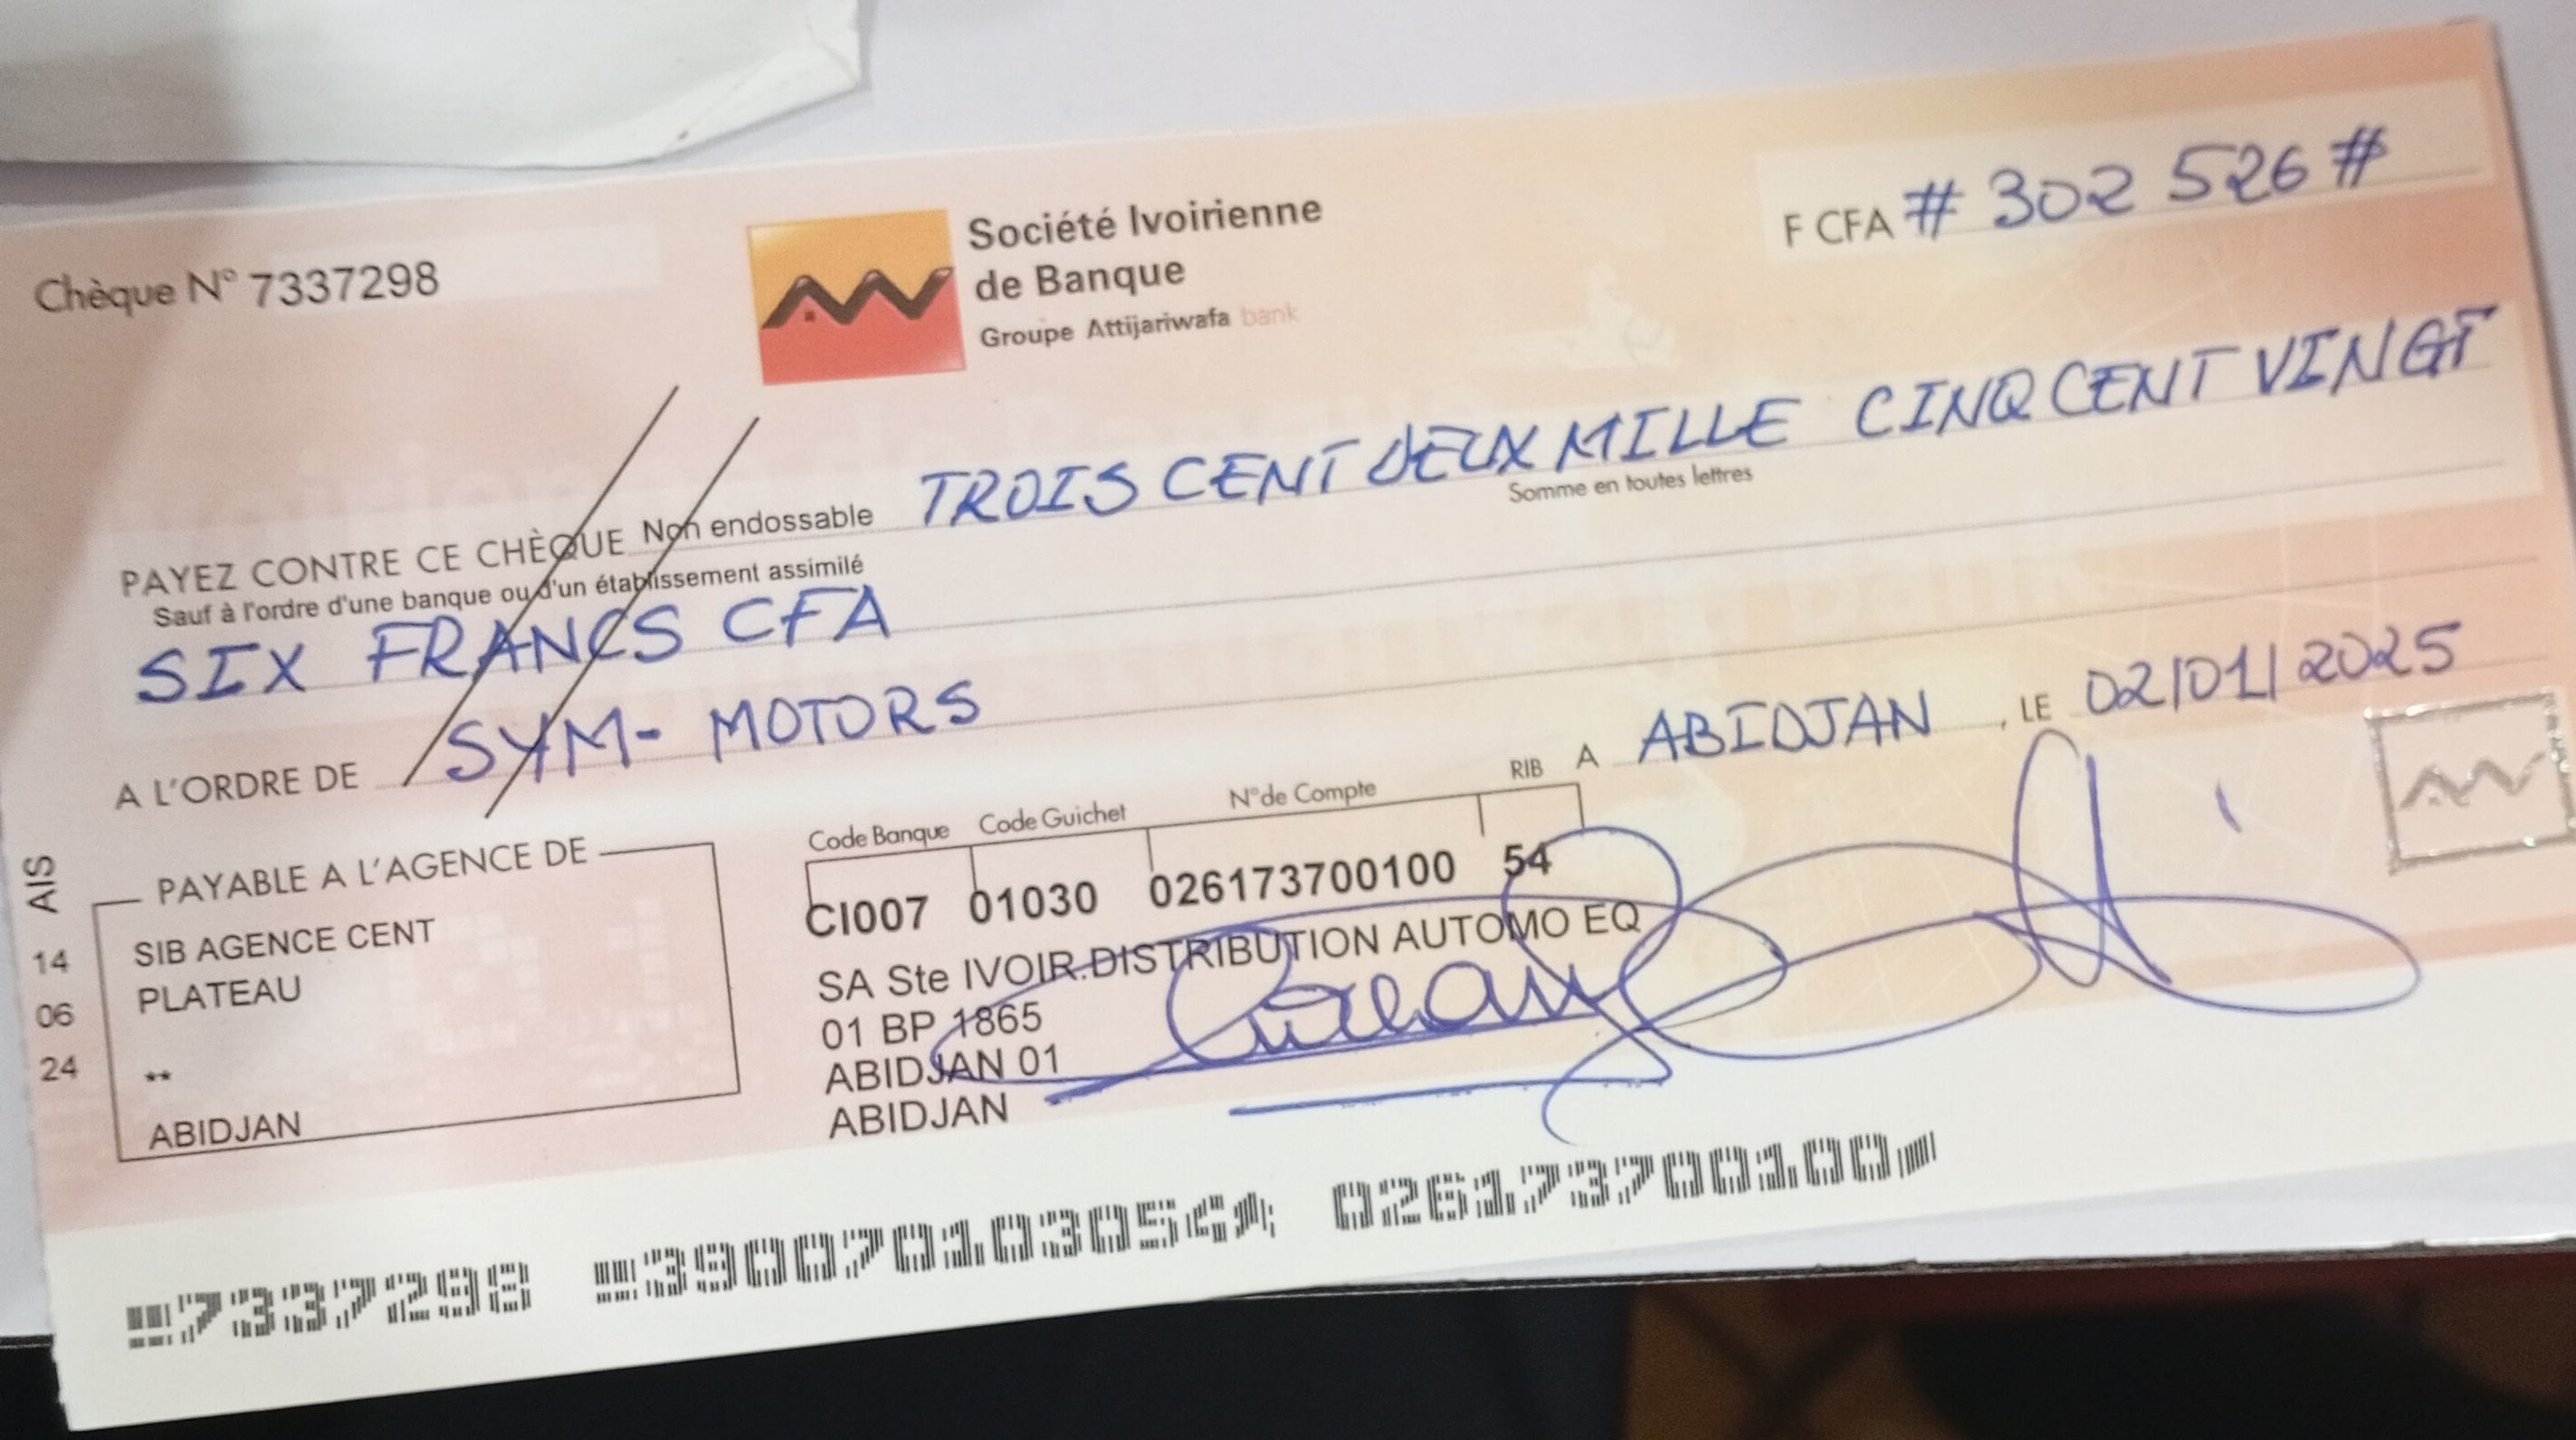 Chèque N° 7337298
Société Ivoirienne
de Banque
Groupe Attijariwafa bank
F CFA # 302 526 #
PAYEZ CONTRE CE CHÈQUE Non endossable TROIS CENT DEUX MILLE CINQ CENT VINGT
Somme en toutes lettres
Sauf à l'ordre d'une banque ou d'un établissement assimilé
SIX FRANCS CFA
A L'ORDRE DE SYM- MOTORS
A ABIDJAN , LE 02/01/2025
AIS
14
06
24
PAYABLE A L'AGENCE DE
SIB AGENCE CENT
PLATEAU
**
ABIDJAN
Code Banque Code Guichet N°de Compte RIB
CI007 01030 026173700100 54
SA Ste IVOIR.DISTRIBUTION AUTOMO EQ
01 BP 1865
ABIDJAN 01
ABIDJAN
7337298 390070103054 026173700100